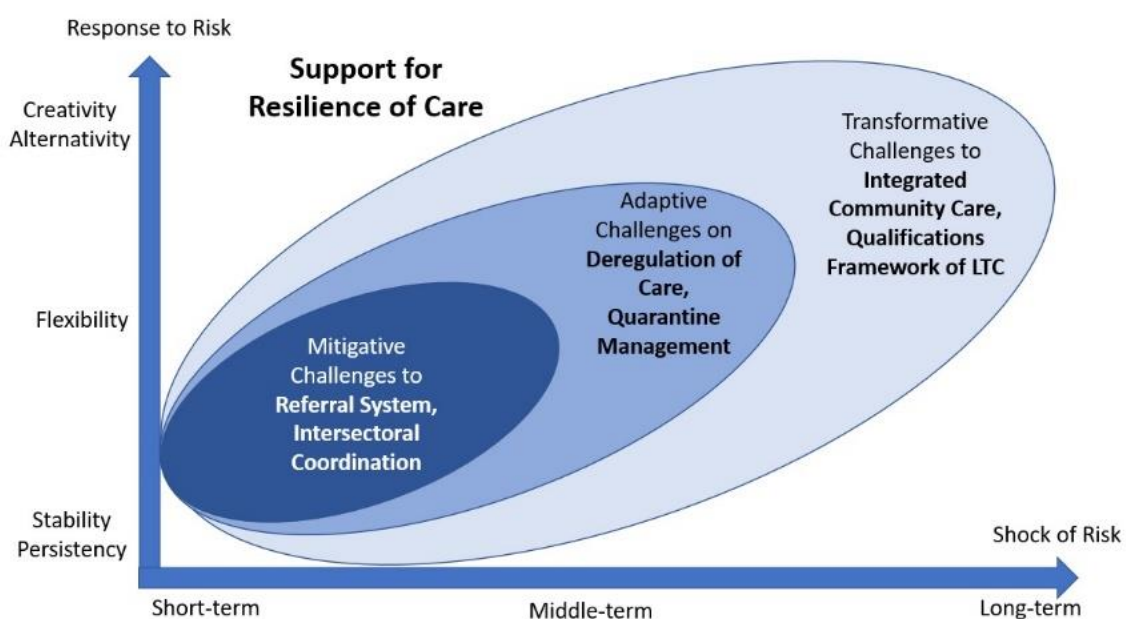 Response to Risk
Support for
Resilience of Care
Creativity
Alternativity
Transformative
Challenges to
Integrated
Community Care,
Qualifications
Framework of LTC
Adaptive
Challenges on
Deregulation of
Care,
Quarantine
Management
Flexibility
Mitigative
Challenges to
Referral System,
Intersectoral
Coordination
Stability
Persistency
Shock of Risk
Short-term
Middle-term
Long-term